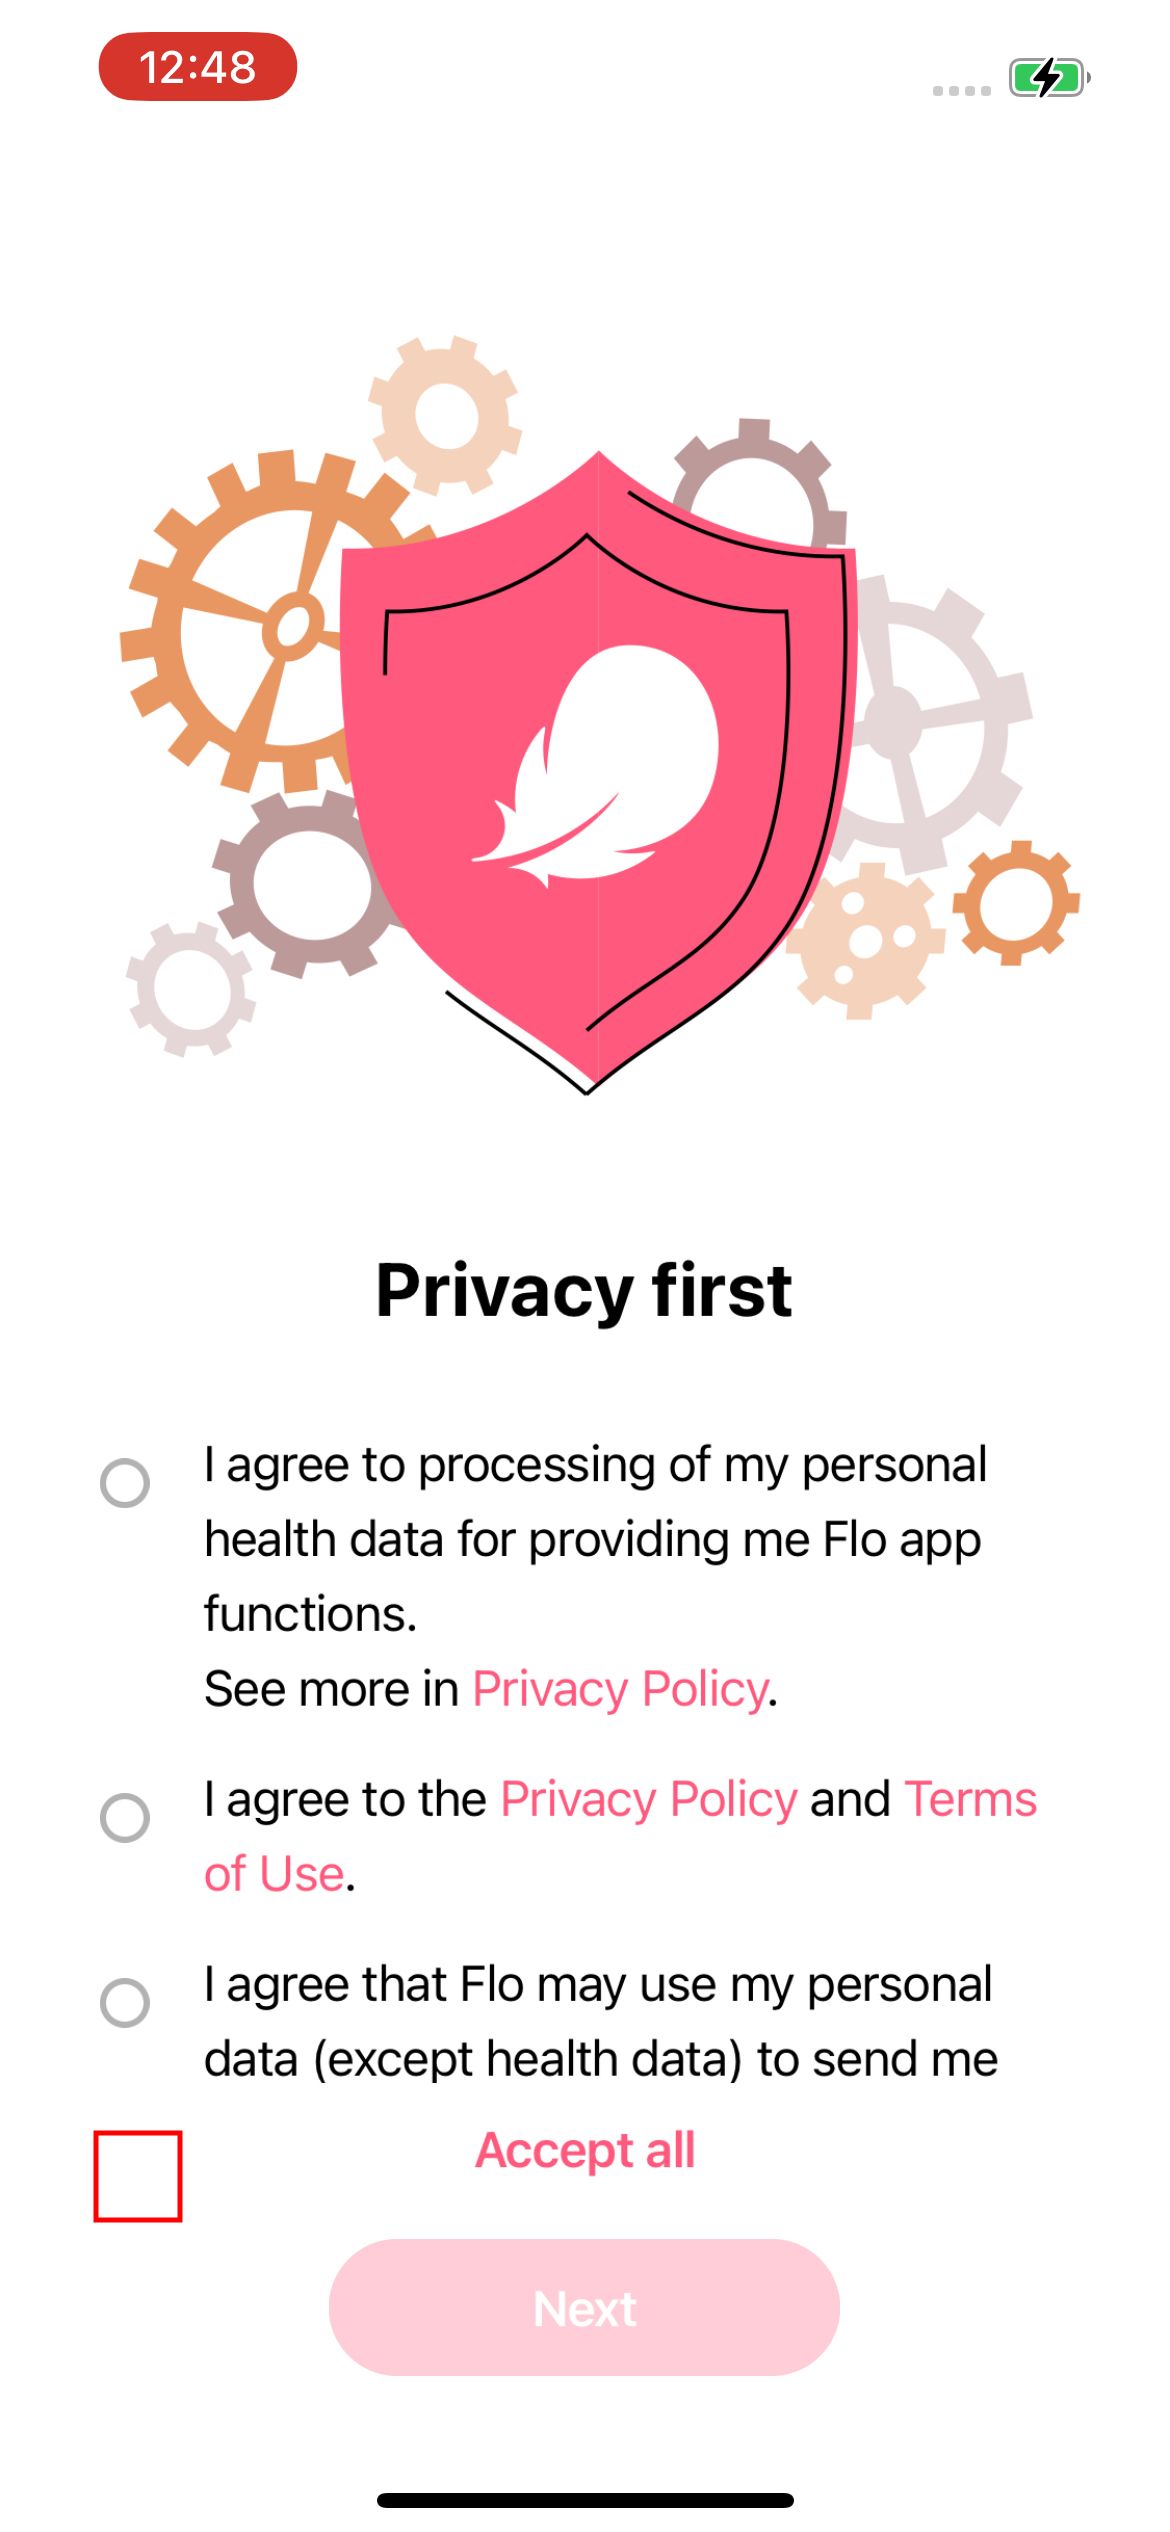 12:48
Privacy first
I agree to processing of my personal
health data for providing me Flo app
functions.
See more in Privacy Policy.
I agree to the Privacy Policy and Terms
of Use.
I agree that Flo may use my personal
data (except health data) to send me
Accept all
Next